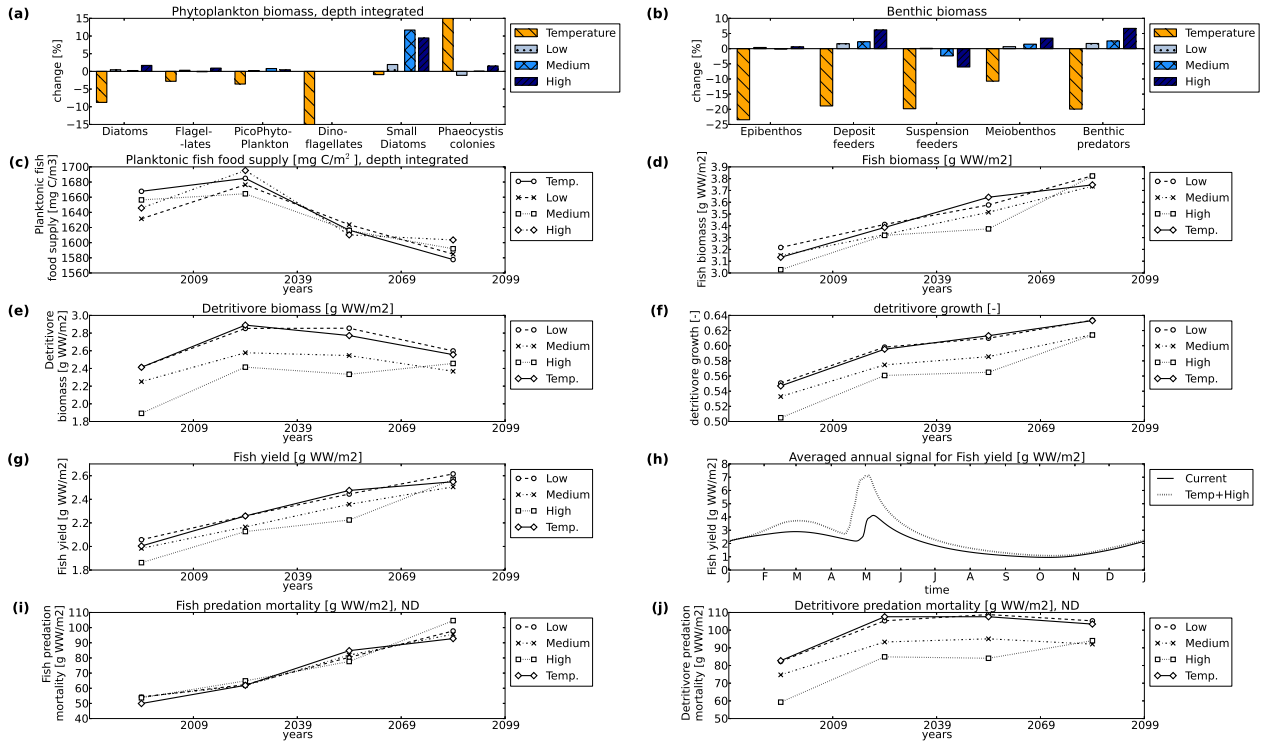 (a)
Phytoplankton biomass, depth integrated
change [%]
15
10
5
0
−5
−10
−15
Diatoms
Flagel-
-lates
PicoPhyto-
Plankton
Dino-
flagellates
Small
Diatoms
Phaeocystis
colonies
Temperature
Low
Medium
High
(b)
Benthic biomass
change [%]
10
5
0
−5
−10
−15
−20
−25
Epibenthos
Deposit
feeders
Suspension
feeders
Meiobenthos
Benthic
predators
Temperature
Low
Medium
High
(c)
Planktonic fish food supply [mg C/m2 ], depth integrated
Planktonic fish
food supply [mg C/m3]
1700
1680
1660
1640
1620
1600
1580
1560
2009 2039 2069 2099
years
Temp.
Low
Medium
High
(d)
Fish biomass [g WW/m2]
Fish biomass [g WW/m2]
3.9
3.8
3.7
3.6
3.5
3.4
3.3
3.2
3.1
3.0
2009 2039 2069 2099
years
Low
Medium
High
Temp.
(e)
Detritivore biomass [g WW/m2]
Detritivore
biomass [g WW/m2]
3.0
2.8
2.6
2.4
2.2
2.0
1.8
2009 2039 2069 2099
years
Low
Medium
High
Temp.
(f)
detritivore growth [-]
detritivore growth [-]
0.64
0.62
0.60
0.58
0.56
0.54
0.52
0.50
2009 2039 2069 2099
years
Low
Medium
High
Temp.
(g)
Fish yield [g WW/m2]
Fish yield [g WW/m2]
2.6
2.4
2.2
2.0
1.8
2009 2039 2069 2099
years
Low
Medium
High
Temp.
(h)
Averaged annual signal for Fish yield [g WW/m2]
Fish yield [g WW/m2]
8
7
6
5
4
3
2
1
0
J F M A M J J A S O N D J
time
Current
Temp+High
(i)
Fish predation mortality [g WW/m2], ND
Fish predation
mortality [g WW/m2]
110
100
90
80
70
60
50
40
2009 2039 2069 2099
years
Low
Medium
High
Temp.
(j)
Detritivore predation mortality [g WW/m2], ND
Detritivore predation
mortality [g WW/m2]
110
100
90
80
70
60
50
2009 2039 2069 2099
years
Low
Medium
High
Temp.